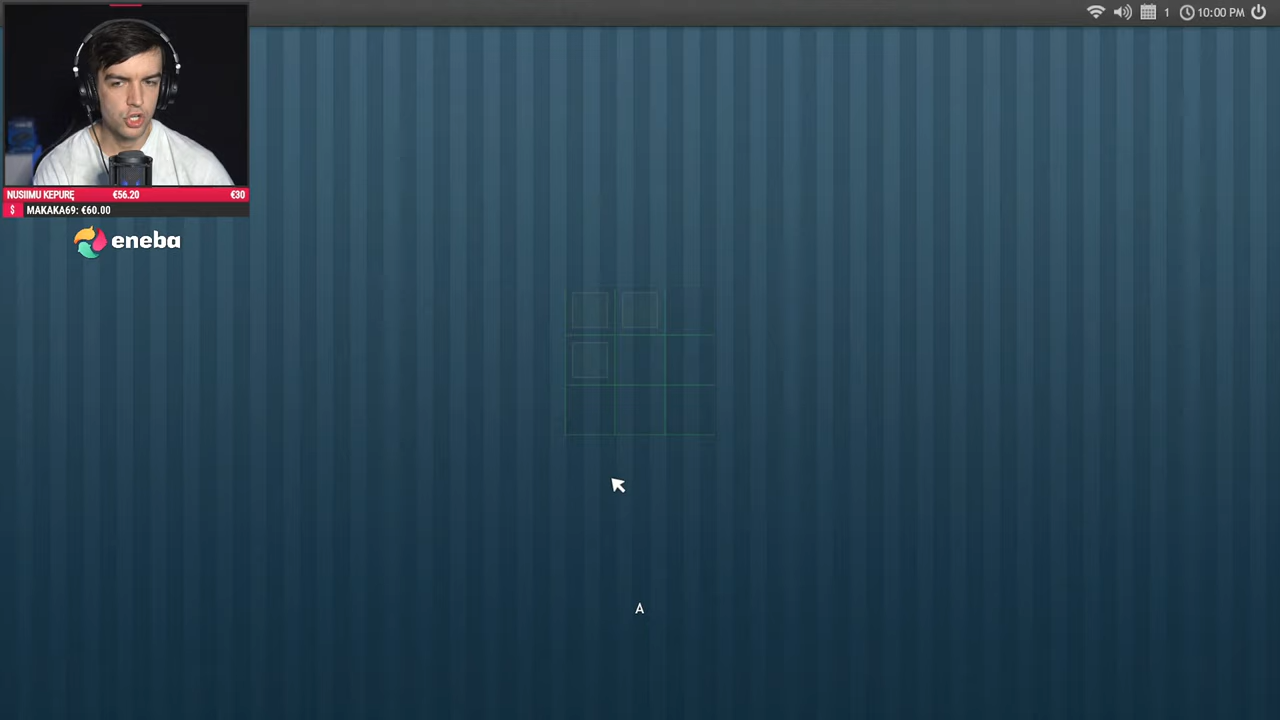 1 10:00 PM
NUSIIMU KEPURĘ €56.20 €30
$ MAKAKA69: €60.00
eneba
A